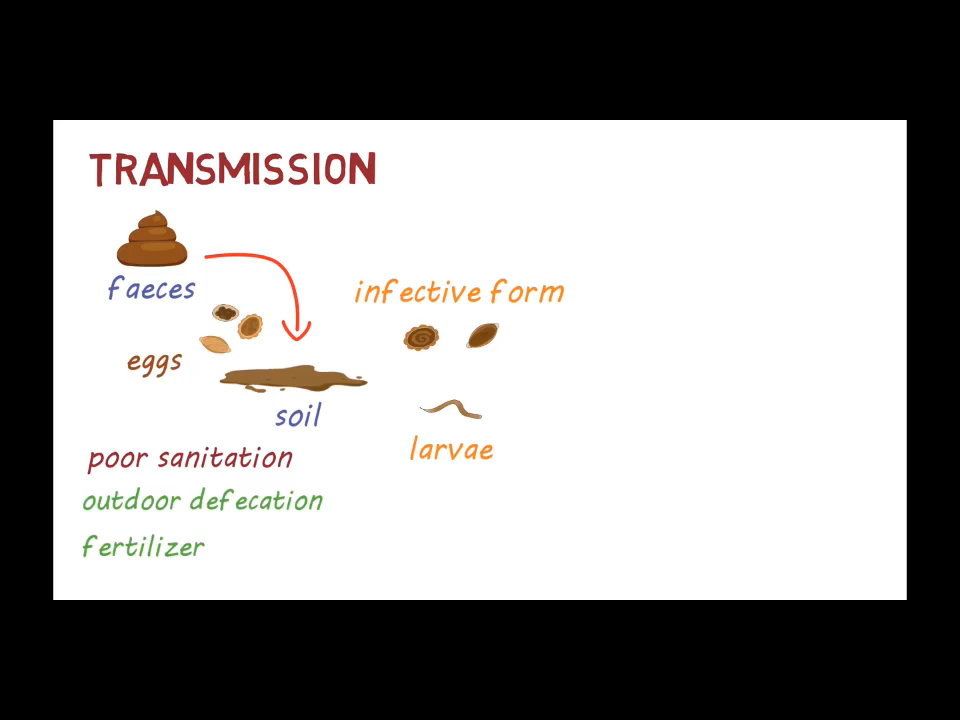 TRANSMISSION
faeces
infective form
eggs
soil
larvae
poor sanitation
outdoor defecation
fertilizer